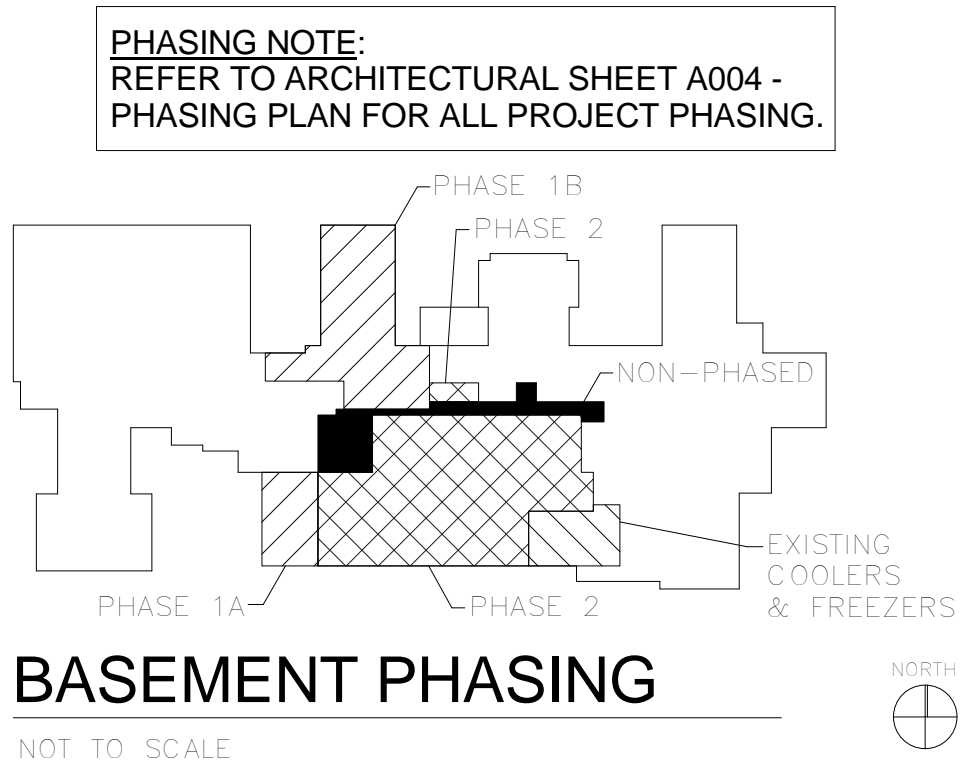 PHASING NOTE:
REFER TO ARCHITECTURAL SHEET A004 -
PHASING PLAN FOR ALL PROJECT PHASING.
PHASE 1B
PHASE 2
NON-PHASED
EXISTING
COOLERS
& FREEZERS
PHASE 1A
PHASE 2
BASEMENT PHASING
NORTH
NOT TO SCALE